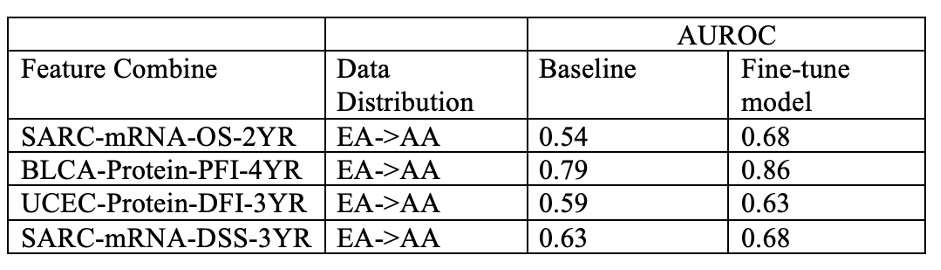 AUROC
Feature Combine Data Distribution Baseline Fine-tune model
SARC-mRNA-OS-2YR EA->AA 0.54 0.68
BLCA-Protein-PFI-4YR EA->AA 0.79 0.86
UCEC-Protein-DFI-3YR EA->AA 0.59 0.63
SARC-mRNA-DSS-3YR EA->AA 0.63 0.68